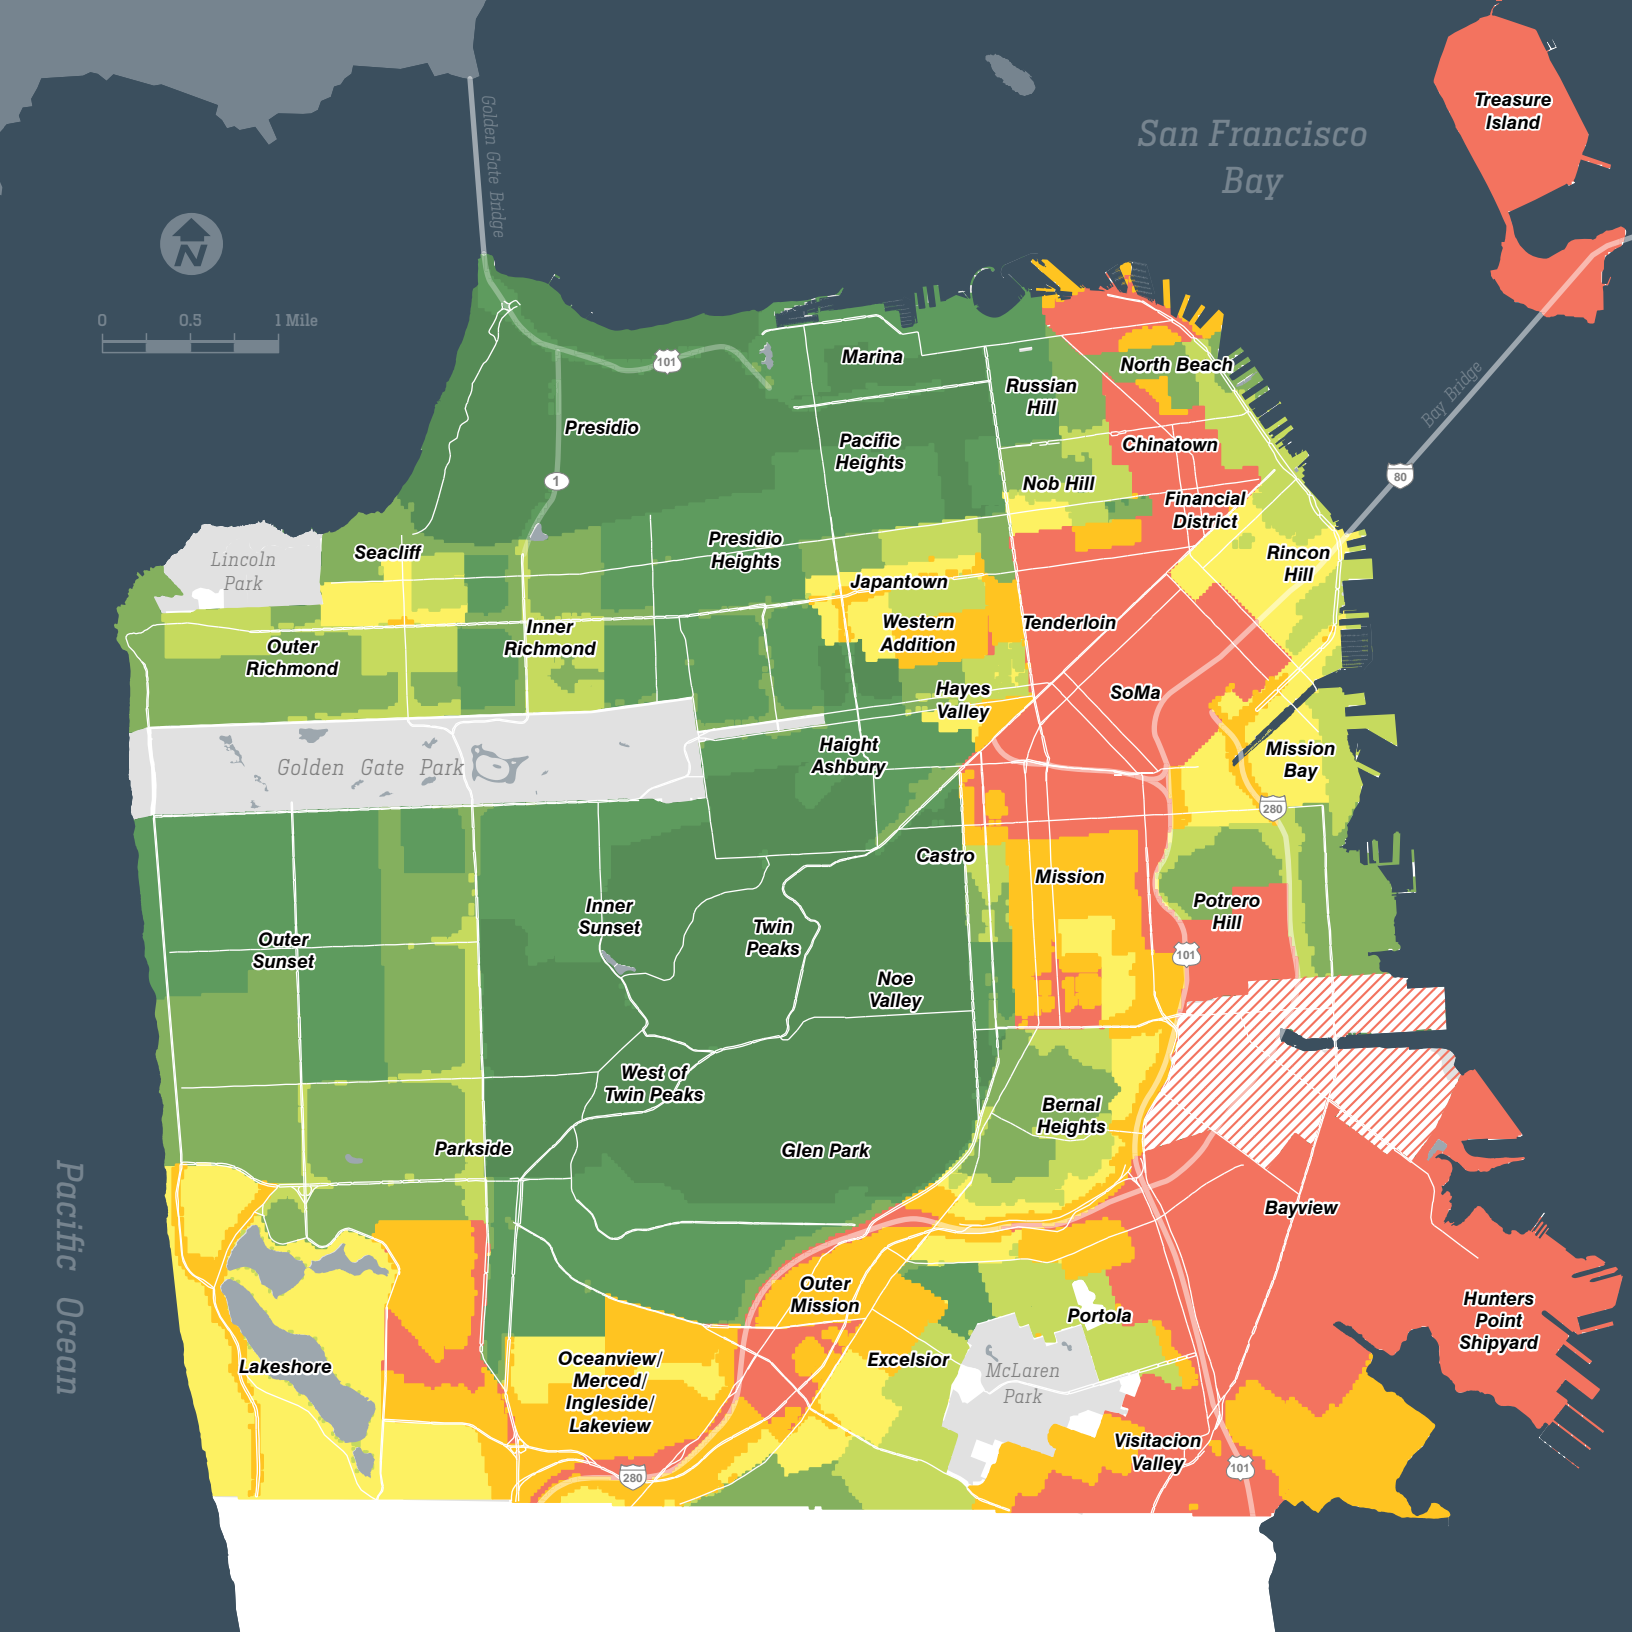 Golden Gate Bridge
San Francisco
Bay
Treasure
Island
N
0 0.5 1 Mile
101
Marina
North Beach
Russian
Hill
Bay Bridge
Presidio
Pacific
Heights
Chinatown
1
Nob Hill
80
Financial
District
Lincoln
Park
Seacliff
Presidio
Heights
Rincon
Hill
Japantown
Outer
Richmond
Inner
Richmond
Western
Addition
Tenderloin
Hayes
Valley
SoMa
Golden Gate Park
Haight
Ashbury
Mission
Bay
280
Castro
Mission
Inner
Sunset
Twin
Peaks
Potrero
Hill
Outer
Sunset
101
Noe
Valley
West of
Twin Peaks
Bernal
Heights
Parkside
Glen Park
Bayview
Pacific Ocean
Outer
Mission
Portola
Hunters
Point
Shipyard
Lakeshore
Oceanview/
Merced/
Ingleside/
Lakeview
Excelsior
McLaren
Park
Visitacion
Valley
280
101